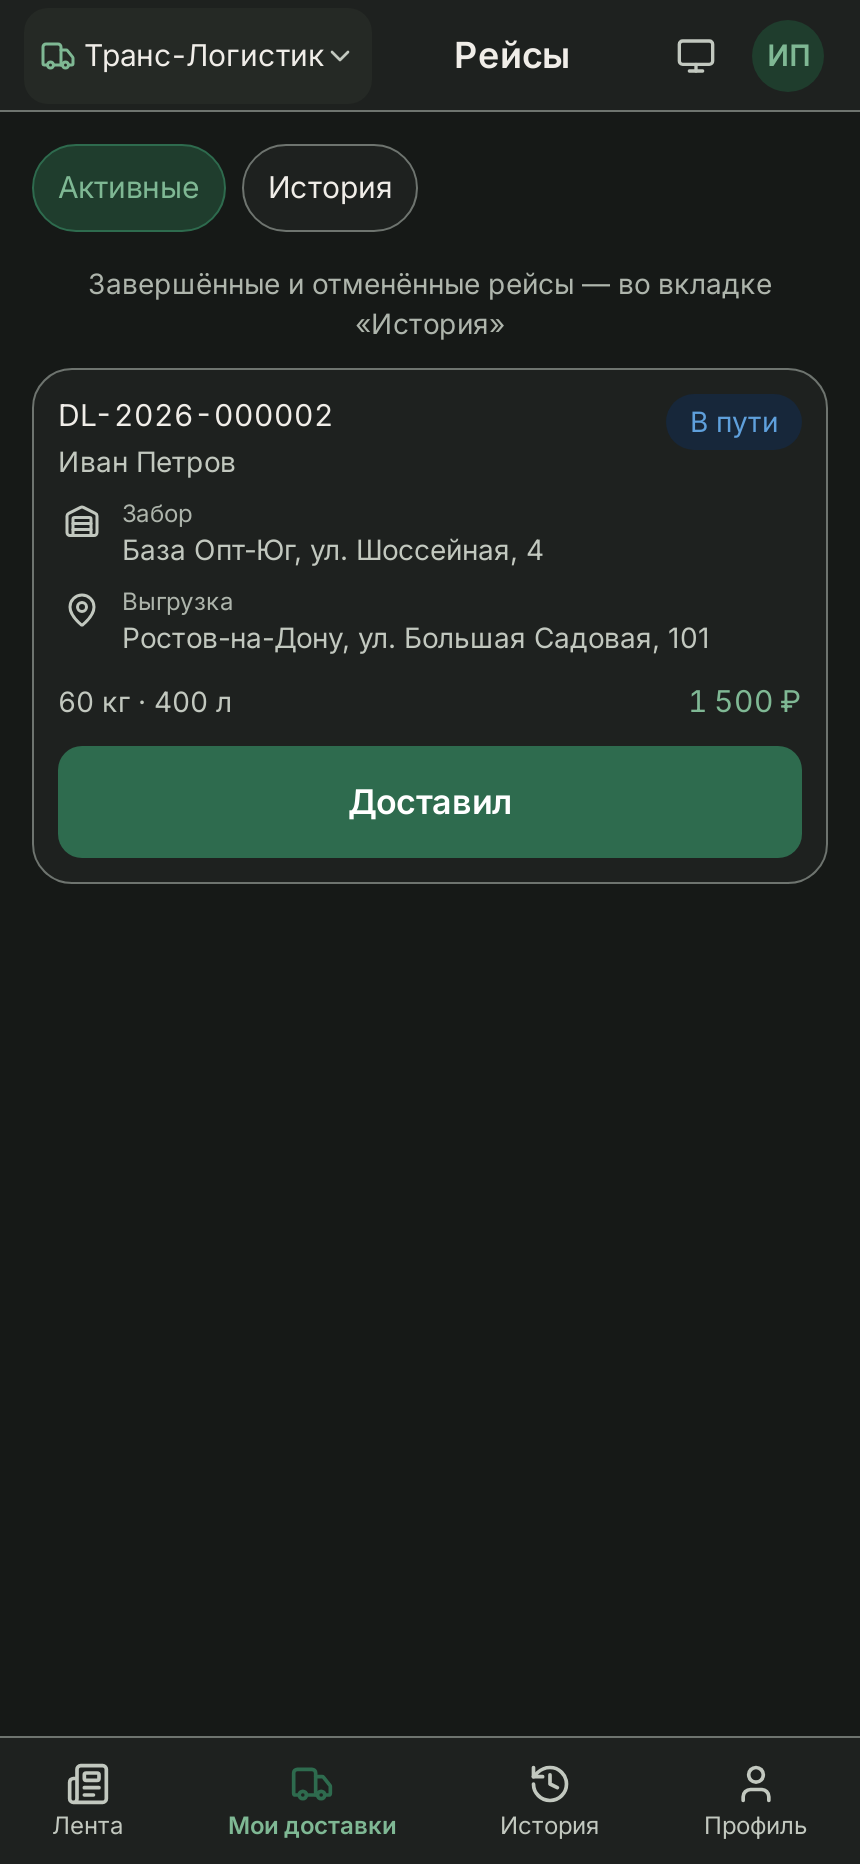 Транс-Логистик
Рейсы
ИП
Активные
История
Завершённые и отменённые рейсы — во вкладке
«История»
DL-2026-000002
В пути
Иван Петров
Забор
База Опт-Юг, ул. Шоссейная, 4
Выгрузка
Ростов-на-Дону, ул. Большая Садовая, 101
60 кг · 400 л
1 500 ₽
Доставил
Лента
Мои доставки
История
Профиль